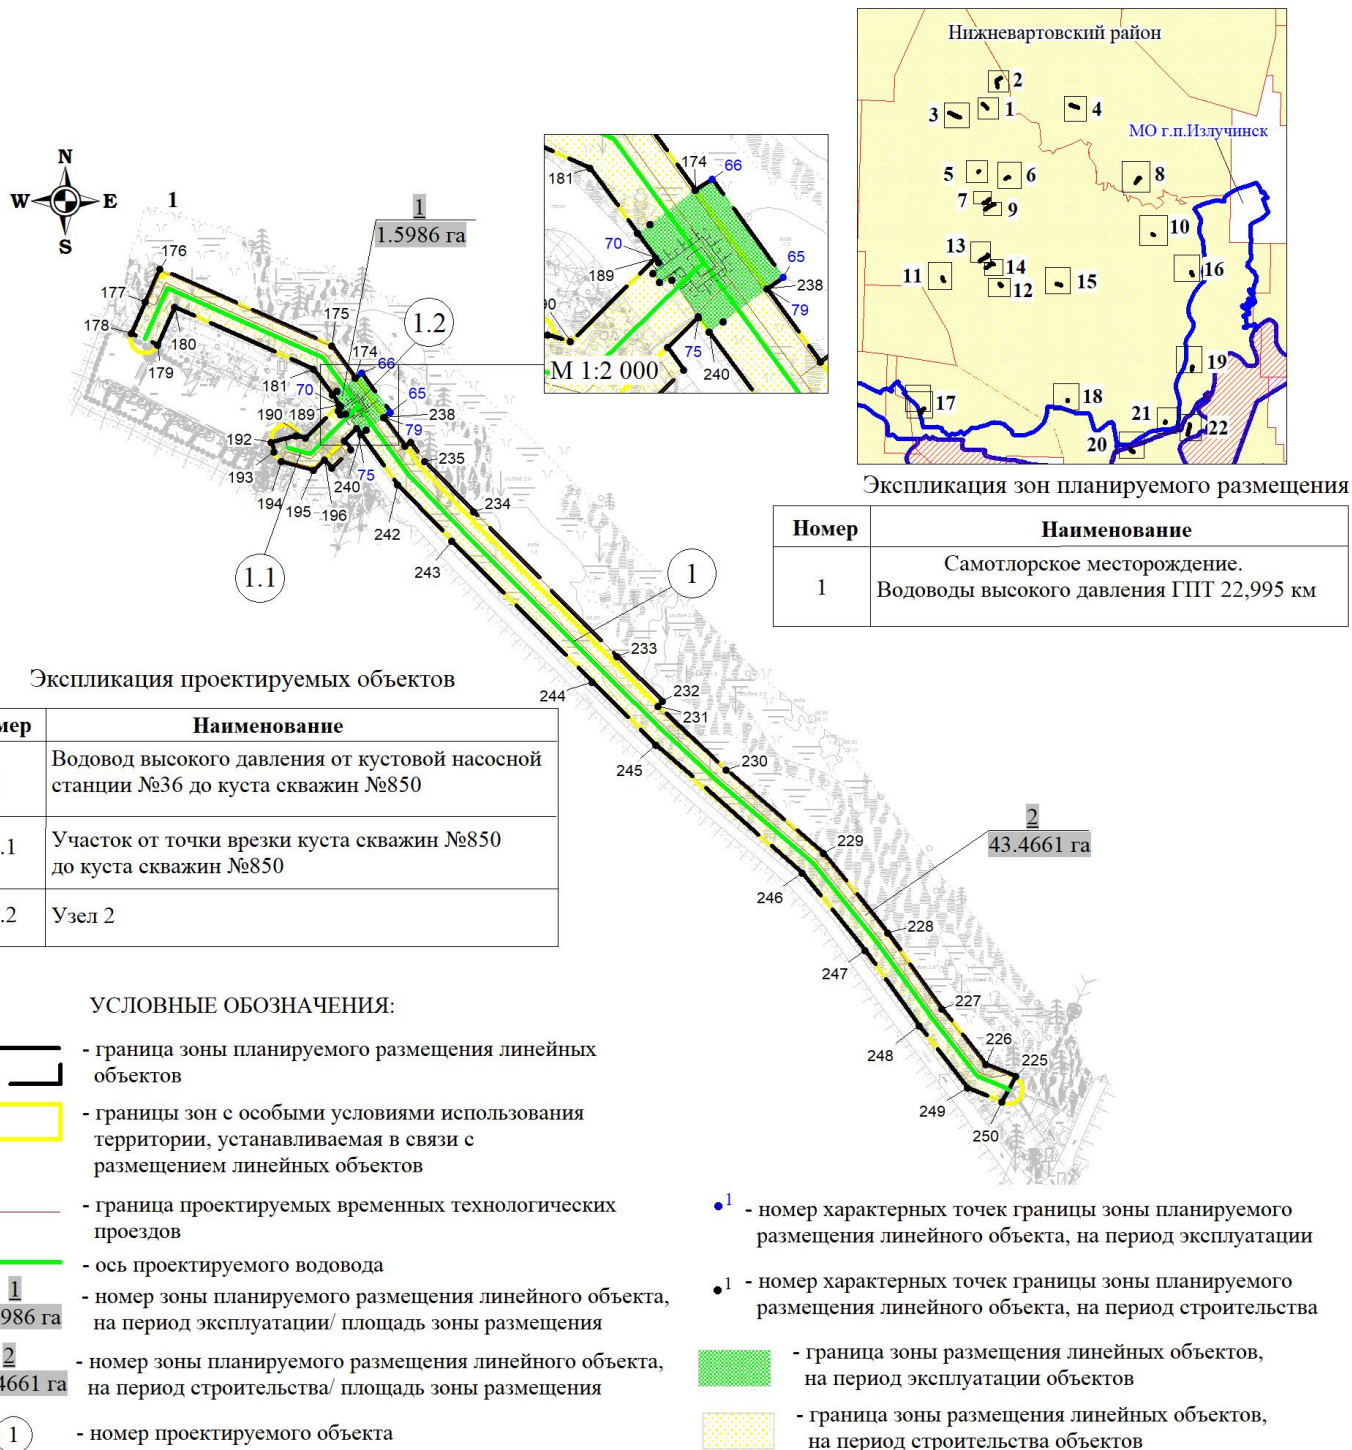 Нижневартовский район
2
1
3
4
МО г.п.Излучинск
5
6
8
7
9
10
13
14
11
12
15
16
19
17
18
21
22
20
N
W
E
S
1
1
1.5986 га
176
177
178
180
179
175
174
66
1.2
181
70
65
190
189
238
79
192
193
235
194
195
196
240
75
242
234
243
1.1
1
174
66
181
70
189
65
238
79
90
75
240
М 1:2 000
Экспликация зон планируемого размещения
Номер
Наименование
1
Самотлорское месторождение.
Водоводы высокого давления ГПТ 22,995 км
233
244
232
231
245
230
2
43.4661 га
229
246
228
247
227
248
226
225
249
250
Экспликация проектируемых объектов
мер
Наименование
Водовод высокого давления от кустовой насосной
станции №36 до куста скважин №850
.1
Участок от точки врезки куста скважин №850
до куста скважин №850
.2
Узел 2
УСЛОВНЫЕ ОБОЗНАЧЕНИЯ:
- граница зоны планируемого размещения линейных
объектов
- границы зон с особыми условиями использования
территории, устанавливаемая в связи с
размещением линейных объектов
- граница проектируемых временных технологических
проездов
- ось проектируемого водовода
1
986 га
- номер зоны планируемого размещения линейного объекта,
на период эксплуатации/ площадь зоны размещения
2
4661 га
- номер зоны планируемого размещения линейного объекта,
на период строительства/ площадь зоны размещения
1
- номер проектируемого объекта
1
- номер характерных точек границы зоны планируемого
размещения линейного объекта, на период эксплуатации
1
- номер характерных точек границы зоны планируемого
размещения линейного объекта, на период строительства
- граница зоны размещения линейных объектов,
на период эксплуатации объектов
- граница зоны размещения линейных объектов,
на период строительства объектов